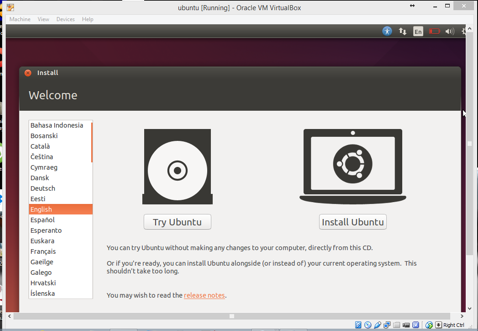 ubuntu [Running] - Oracle VM VirtualBox
Machine View Devices Help
En
Install
Welcome
Bahasa Indonesia
Bosanski
Català
Čeština
Cymraeg
Dansk
Deutsch
Eesti
English
Español
Esperanto
Euskara
Français
Gaeilge
Galego
Hrvatski
Íslenska
Try Ubuntu
Install Ubuntu
You can try Ubuntu without making any changes to your computer, directly from this CD.
Or if you're ready, you can install Ubuntu alongside (or instead of) your current operating system. This
shouldn't take too long.
You may wish to read the release notes.
Right Ctrl